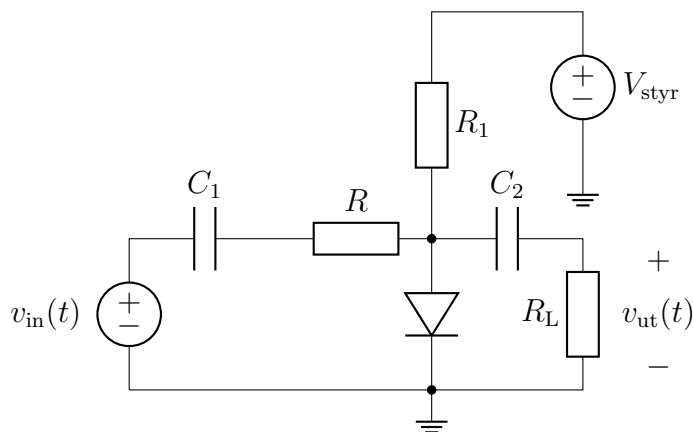 +
−
V_styr
R_1
C_1
R
C_2
+
−
v_in(t)
R_L
+
v_ut(t)
−